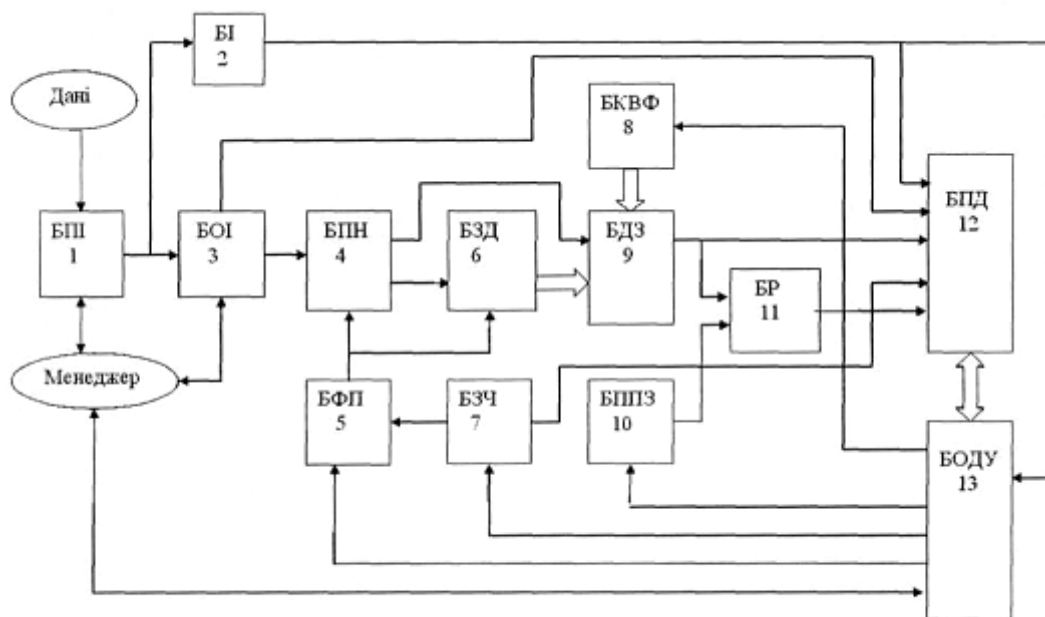 БІ
2
Дані
БКВФ
8
БПД
12
БПІ
1
БОІ
3
БПН
4
БЗД
6
БДЗ
9
БР
11
Менеджер
БФП
5
БЗЧ
7
БППЗ
10
БОДУ
13